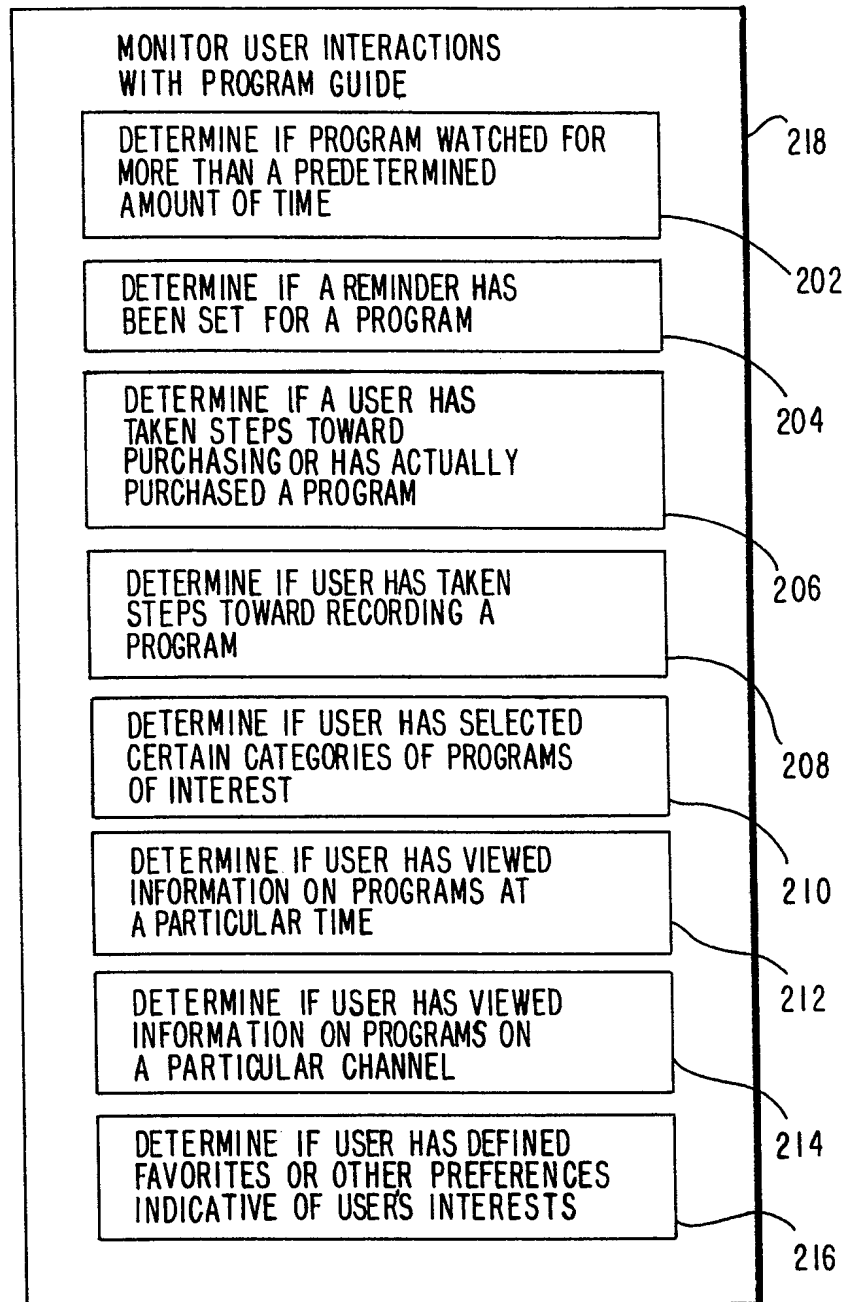 MONITOR USER INTERACTIONS
WITH PROGRAM GUIDE
DETERMINE IF PROGRAM WATCHED FOR
MORE THAN A PREDETERMINED
AMOUNT OF TIME
218
202
DETERMINE IF A REMINDER HAS
BEEN SET FOR A PROGRAM
204
DETERMINE IF A USER HAS
TAKEN STEPS TOWARD
PURCHASING OR HAS ACTUALLY
PURCHASED A PROGRAM
206
DETERMINE IF USER HAS TAKEN
STEPS TOWARD RECORDING A
PROGRAM
208
DETERMINE IF USER HAS SELECTED
CERTAIN CATEGORIES OF PROGRAMS
OF INTEREST
210
DETERMINE IF USER HAS VIEWED
INFORMATION ON PROGRAMS AT
A PARTICULAR TIME
212
DETERMINE IF USER HAS VIEWED
INFORMATION ON PROGRAMS ON
A PARTICULAR CHANNEL
214
DETERMINE IF USER HAS DEFINED
FAVORITES OR OTHER PREFERENCES
INDICATIVE OF USER'S INTERESTS
216